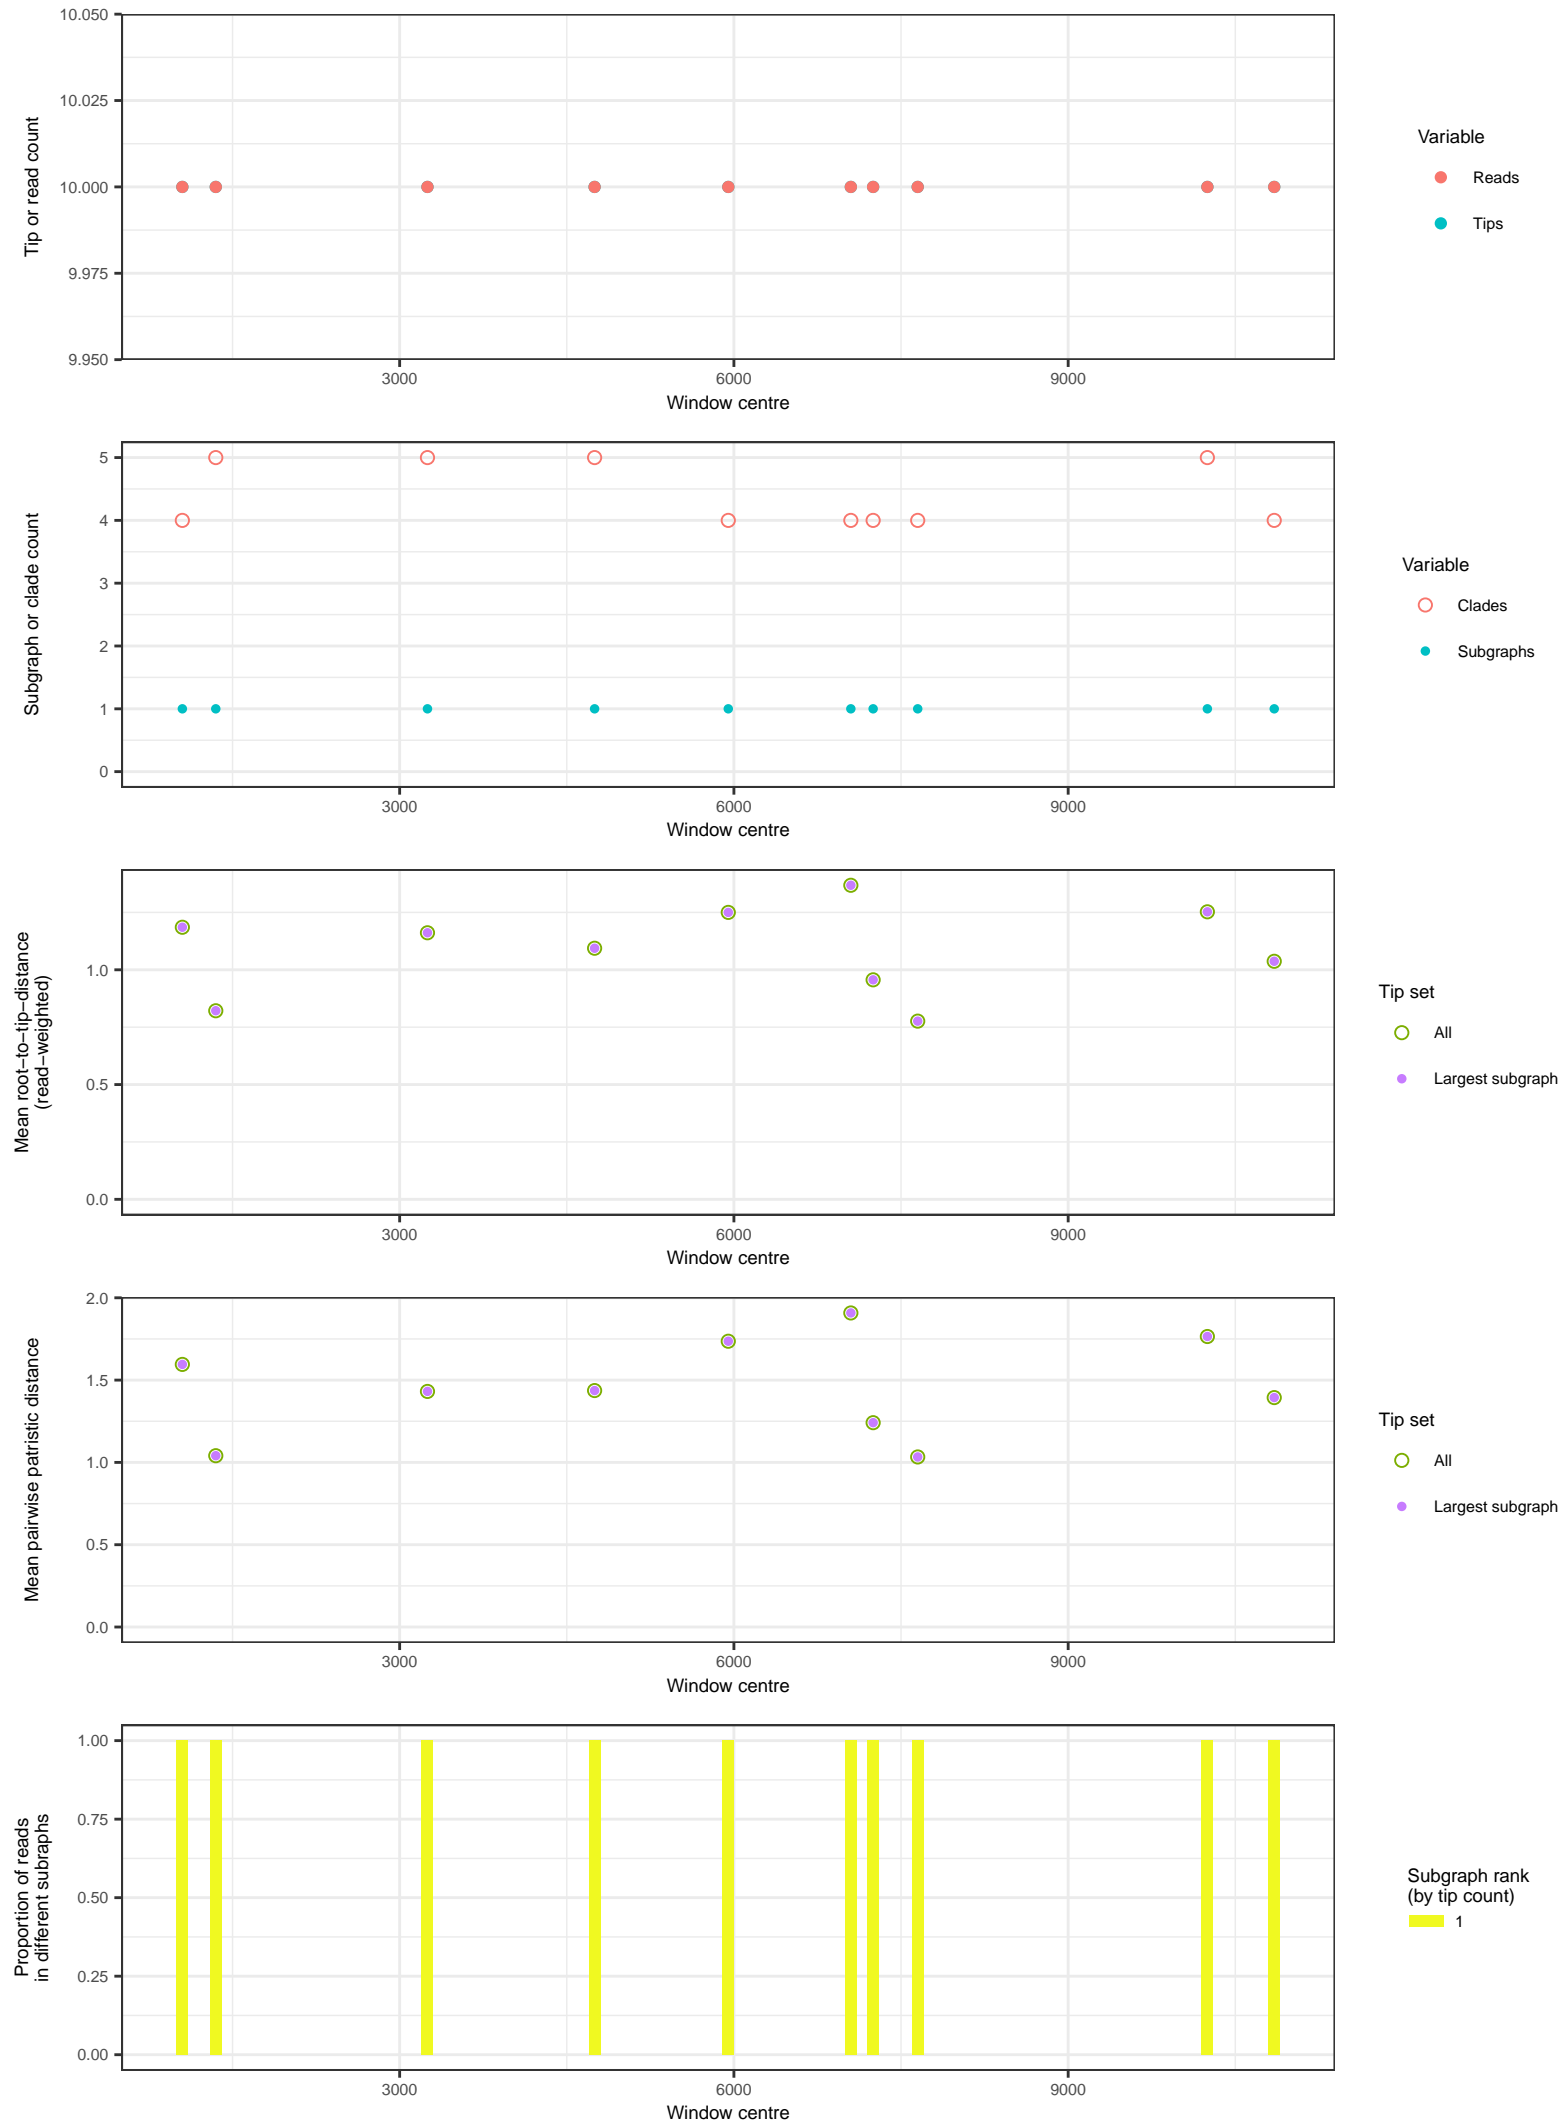 10.050
10.025
10.000
9.975
9.950
Tip or read count
3000 6000 9000
Window centre
Variable
Reads
Tips
5
4
3
2
1
0
Subgraph or clade count
3000 6000 9000
Window centre
Variable
Clades
Subgraphs
1.0
0.5
0.0
Mean root−to−tip−distance
(read−weighted)
3000 6000 9000
Window centre
Tip set
All
Largest subgraph
2.0
1.5
1.0
0.5
0.0
Mean pairwise patristic distance
3000 6000 9000
Window centre
Tip set
All
Largest subgraph
1.00
0.75
0.50
0.25
0.00
Proportion of reads
in different subraphs
3000 6000 9000
Window centre
Subgraph rank
(by tip count)
1